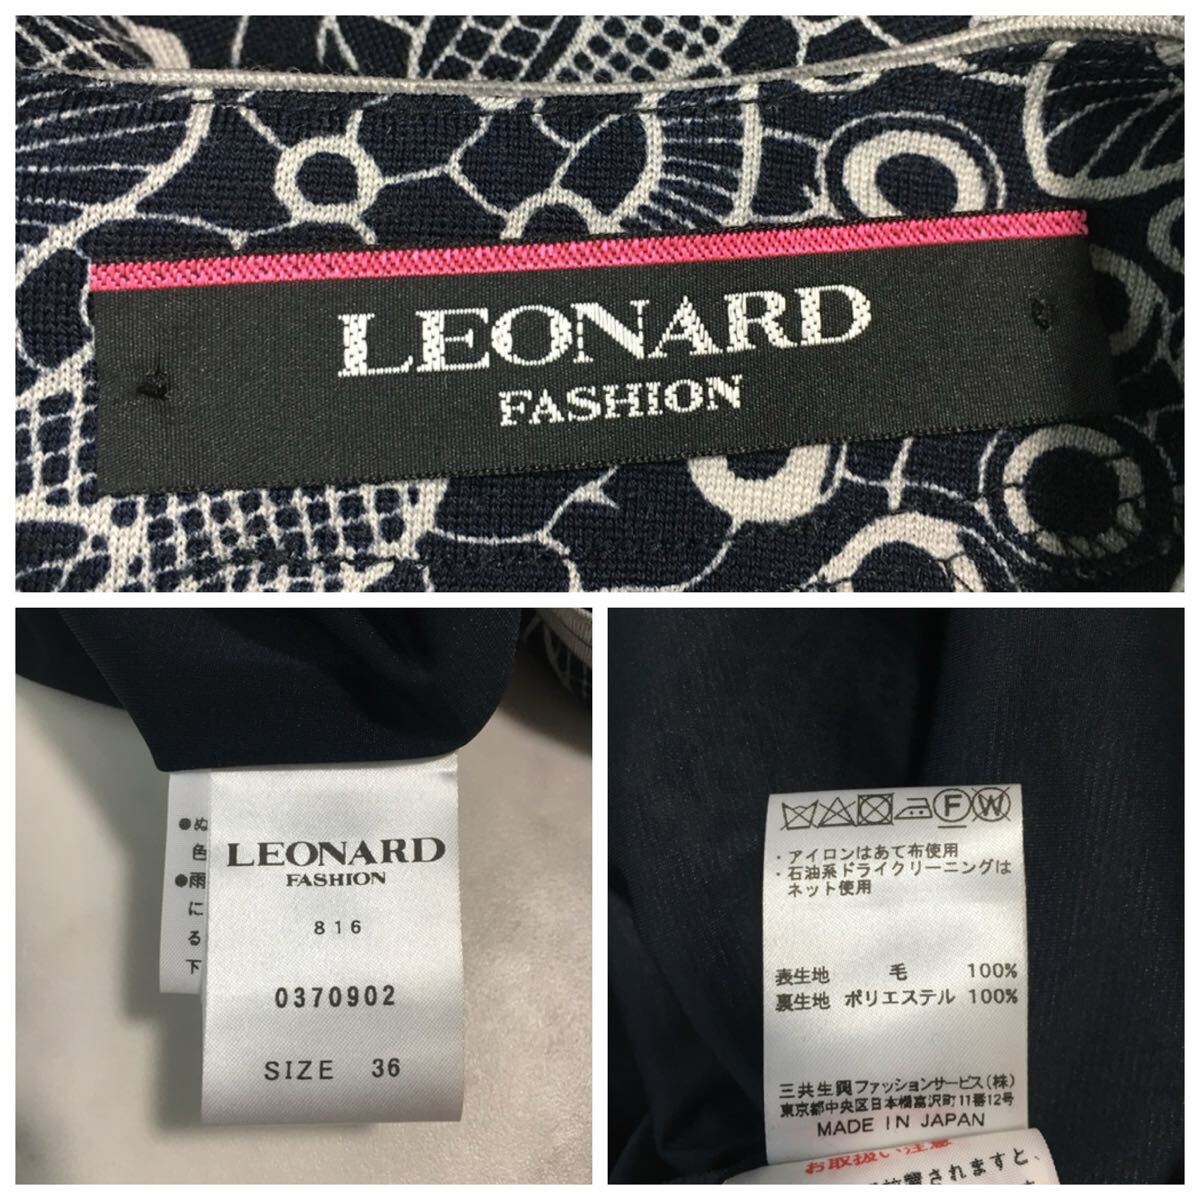 LEONARD
FASHION
●ぬ
色
●雨
に
る
下
LEONARD
FASHION
816
0370902
SIZE 36
F W
・アイロンはあて布使用
・石油系ドライクリーニングは
ネット使用
表生地 毛 100%
裏生地 ポリエステル 100%
三共生興ファッションサービス(株)
東京都中央区日本橋富沢町11番12号
MADE IN JAPAN
お取扱い注意
されますと、